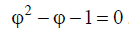 φ² − φ − 1 = 0